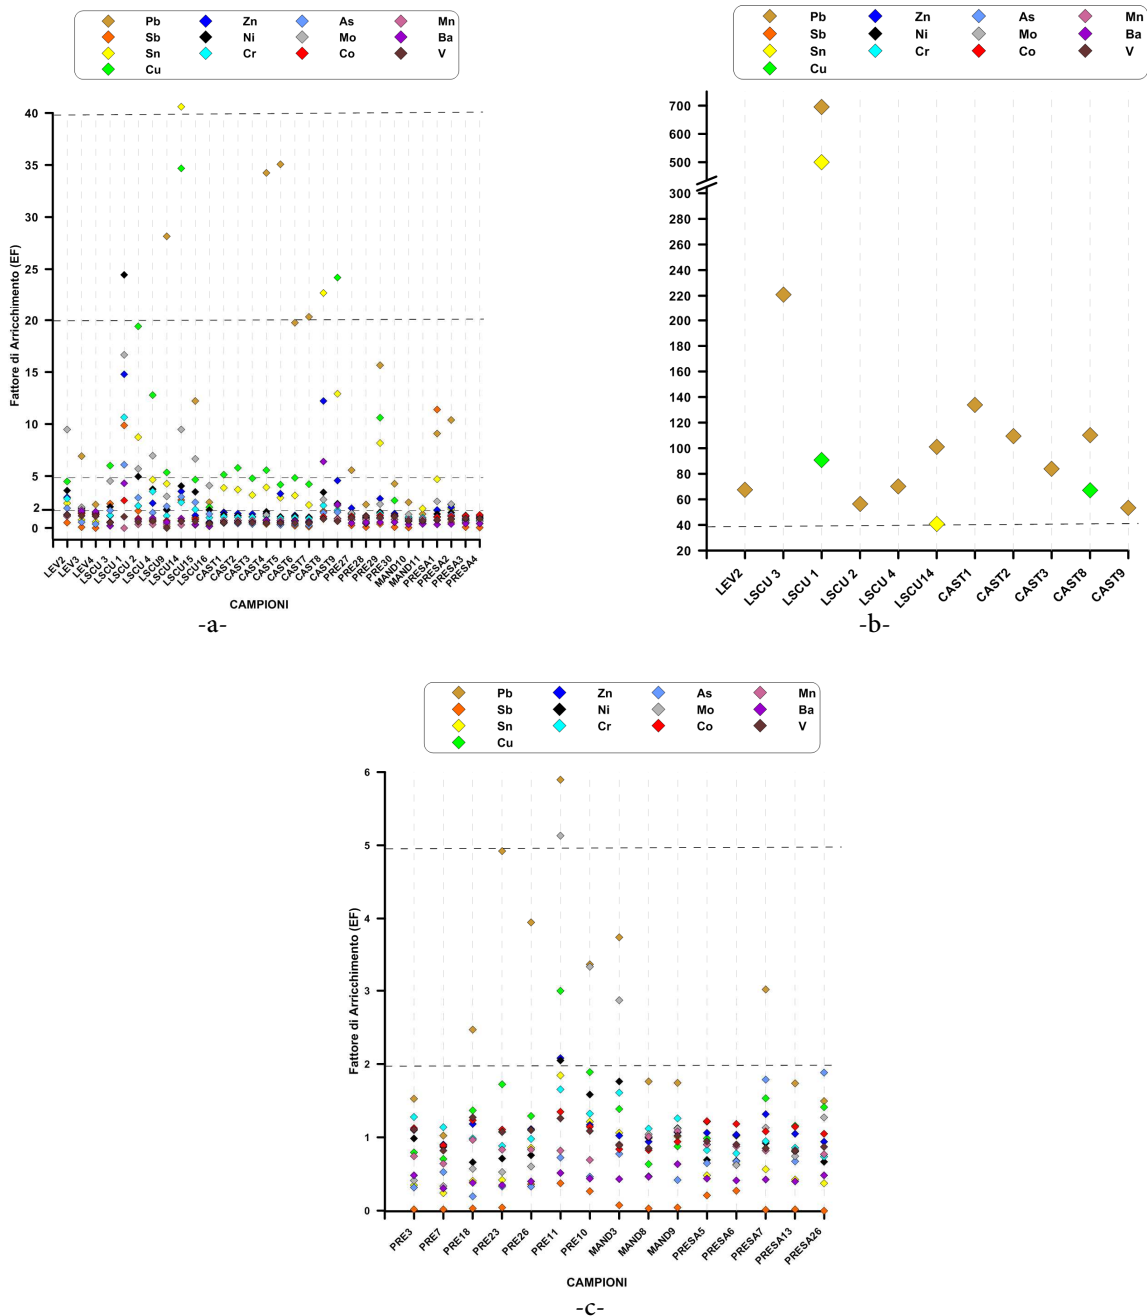 Pb Zn As Mn
Sb Ni Mo Ba
Sn Cr Co V
Cu
40
35
30
25
20
15
10
5
2
0
Fattore di Arricchimento (EF)
LEV2 LEV3 LEV4 LSCU 3 LSCU 1 LSCU 2 LSCU 4 LSCU9 LSCU14 LSCU15 LSCU16 CAST1 CAST2 CAST3 CAST4 CAST5 CAST6 CAST7 CAST8 CAST9 PRE27 PRE28 PRE29 PRE30 MAND10 MAND11 PRESA1 PRESA2 PRESA3 PRESA4
CAMPIONI
-a-
Pb Zn As Mn
Sb Ni Mo Ba
Sn Cr Co V
Cu
700
600
500
300
280
260
240
220
200
180
160
140
120
100
80
60
40
20
LEV2 LSCU 3 LSCU 1 LSCU 2 LSCU 4 LSCU14 CAST1 CAST2 CAST3 CAST8 CAST9
-b-
Pb Zn As Mn
Sb Ni Mo Ba
Sn Cr Co V
Cu
6
5
4
3
2
1
0
Fattore di Arricchimento (EF)
PRE3 PRE7 PRE18 PRE23 PRE26 PRE11 PRE10 MAND3 MAND8 MAND9 PRESA5 PRESA6 PRESA7 PRESA13 PRESA26
CAMPIONI
-c-